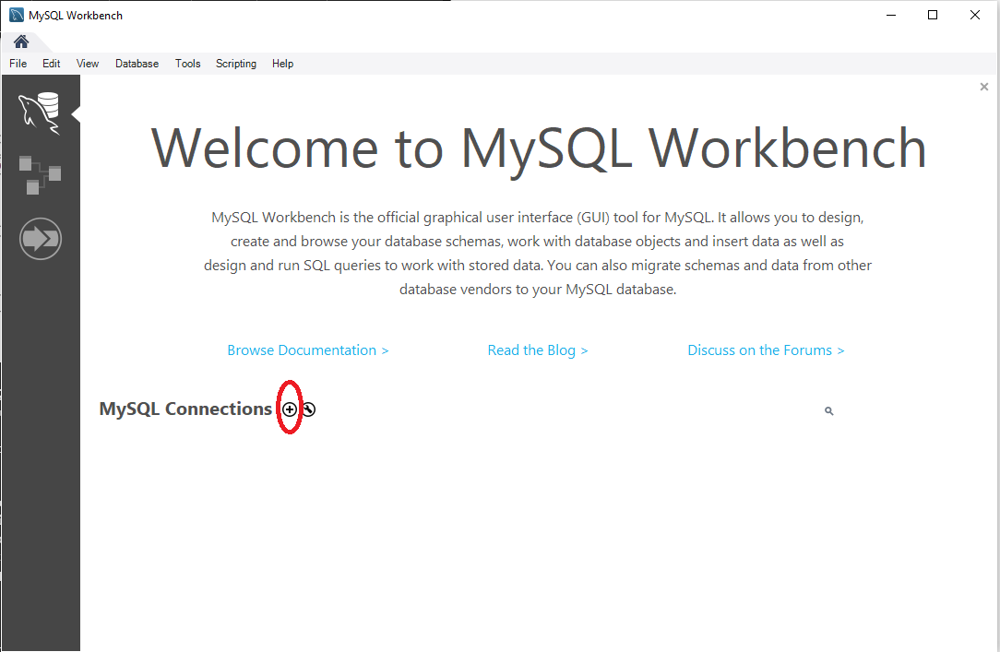 MySQL Workbench
File Edit View Database Tools Scripting Help
Welcome to MySQL Workbench
MySQL Workbench is the official graphical user interface (GUI) tool for MySQL. It allows you to design,
create and browse your database schemas, work with database objects and insert data as well as
design and run SQL queries to work with stored data. You can also migrate schemas and data from other
database vendors to your MySQL database.
Browse Documentation > Read the Blog > Discuss on the Forums >
MySQL Connections